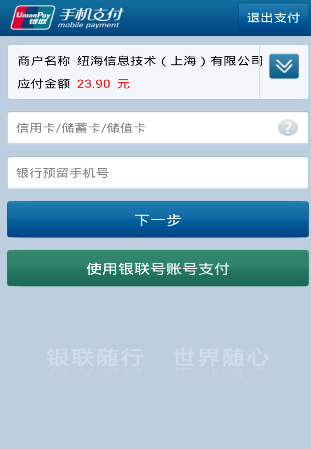 UnionPay 银联 手机支付 退出支付
mobile payment
商户名称 纽海信息技术（上海）有限公司
应付金额 23.90 元
信用卡/储蓄卡/储值卡 ?
银行预留手机号
下一步
使用银联号账号支付
银联随行 世界随心